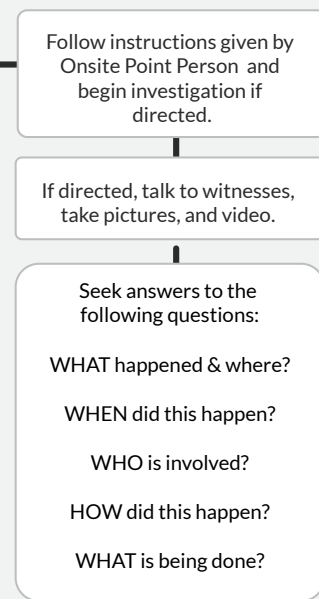 Follow instructions given by
Onsite Point Person and
begin investigation if
directed.
If directed, talk to witnesses,
take pictures, and video.
Seek answers to the
following questions:
WHAT happened & where?
WHEN did this happen?
WHO is involved?
HOW did this happen?
WHAT is being done?